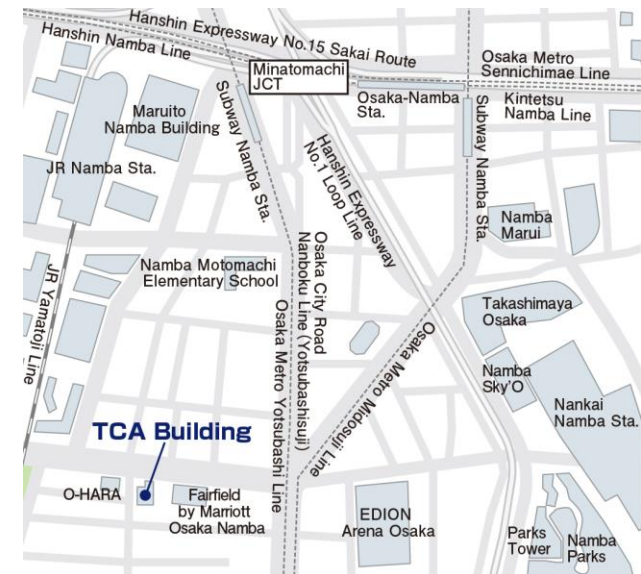 Hanshin Expressway No.15 Sakai Route
Hanshin Namba Line
Minatomachi
JCT
Osaka Metro
Sennichimae Line
Osaka-Namba
Sta.
Kintetsu
Namba Line
Maruito
Namba Building
Subway Namba Sta.
Subway Namba Sta.
JR Namba Sta.
Hanshin Expressway
No.1 Loop Line
Namba
Marui
Namba Motomachi
Elementary School
Osaka City Road
Nanboku Line (Yotsubashisuji)
Osaka Metro Yotsubashi Line
JR Yamatoji Line
Takashimaya
Osaka
Osaka Metro Midosuji Line
Namba
Sky'O
Nankai
Namba Sta.
TCA Building
O-HARA
Fairfield
by Marriott
Osaka Namba
EDION
Arena Osaka
Parks
Tower
Namba
Parks